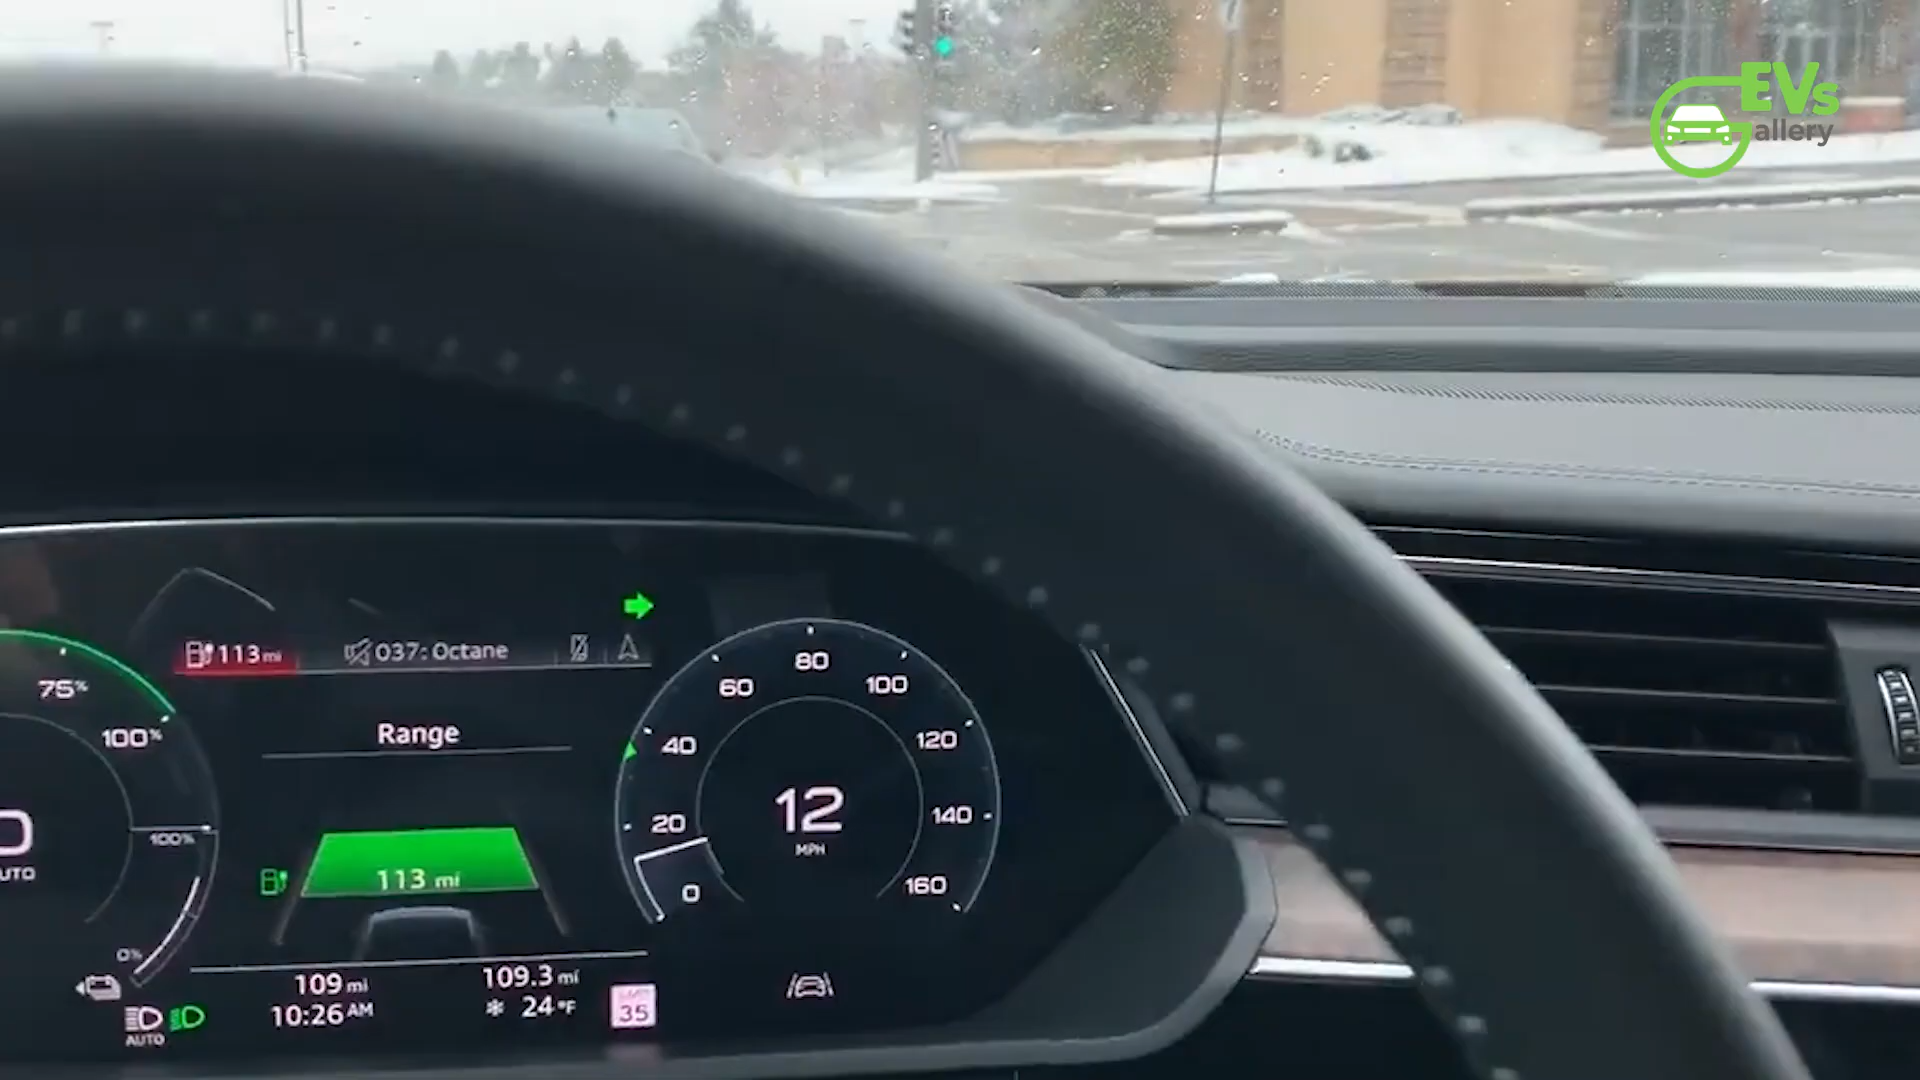 EVs
allery
113 mi
037: Octane
75%
100%
Range
80
60
100
40
120
20
12
140
MPH
0
160
100%
UTO
113 mi
0%
109 mi
109.3 mi
10:26 AM
24 °F
35
AUTO